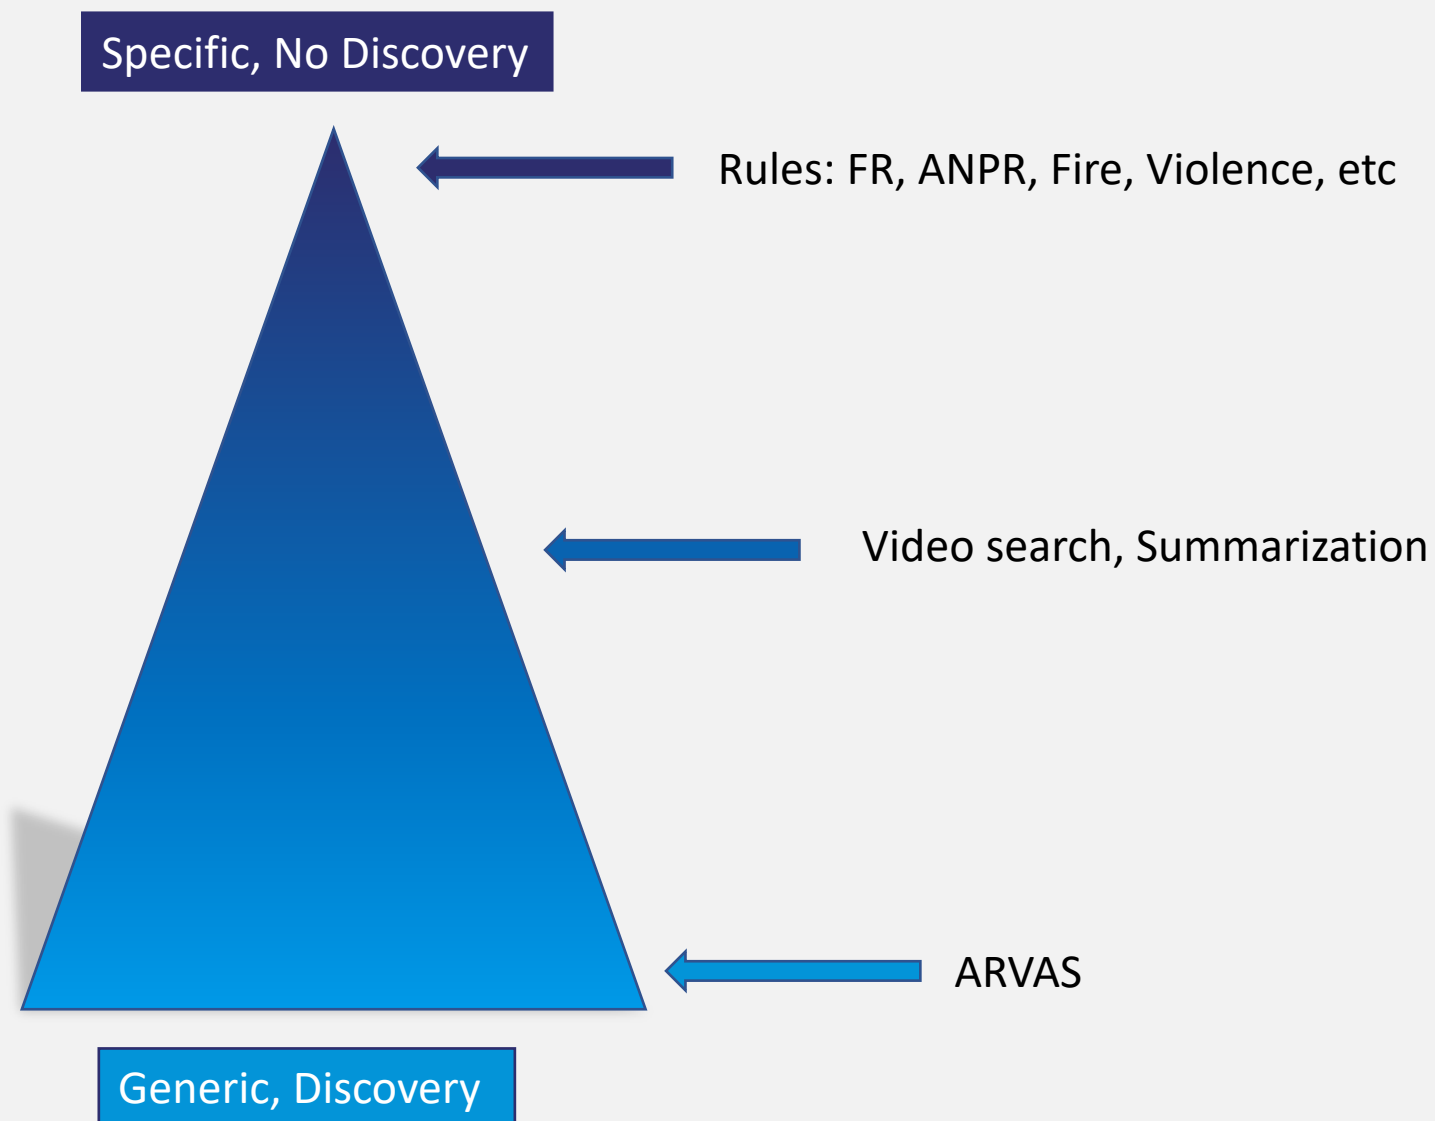 Specific, No Discovery
Rules: FR, ANPR, Fire, Violence, etc
Video search, Summarization
ARVAS
Generic, Discovery